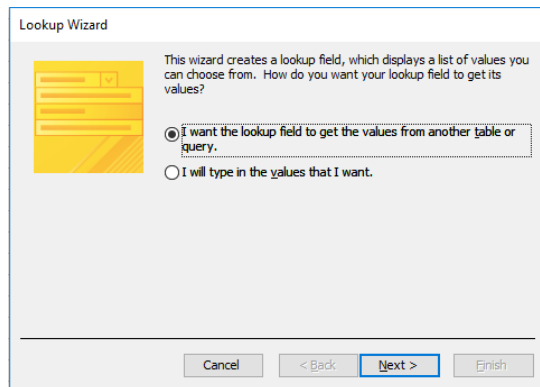 Lookup Wizard
This wizard creates a lookup field, which displays a list of values you
can choose from. How do you want your lookup field to get its
values?
I want the lookup field to get the values from another table or
query.
I will type in the values that I want.
Cancel
< Back
Next >
Finish